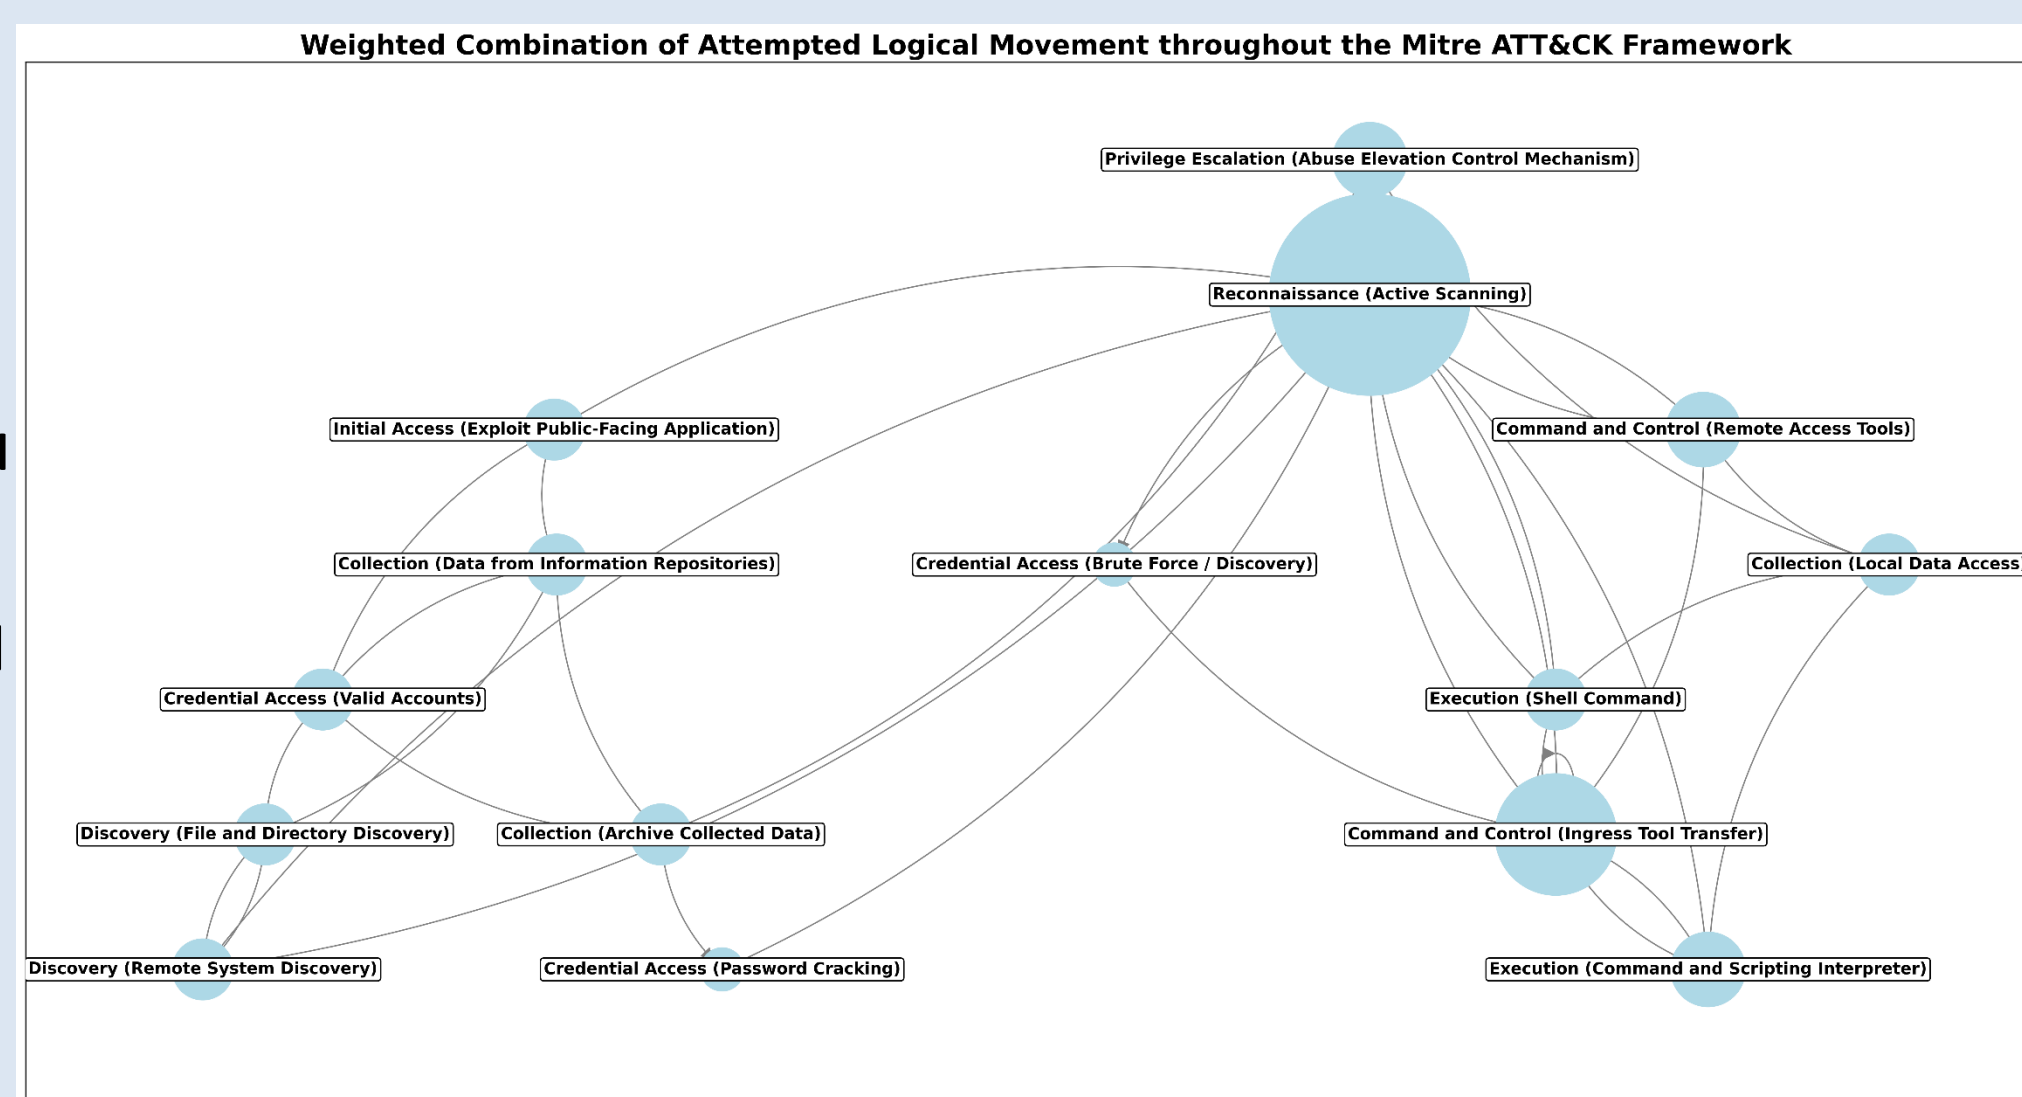 Weighted Combination of Attempted Logical Movement throughout the Mitre ATT&CK Framework
Privilege Escalation (Abuse Elevation Control Mechanism)
Reconnaissance (Active Scanning)
Initial Access (Exploit Public-Facing Application)
Command and Control (Remote Access Tools)
Collection (Data from Information Repositories)
Credential Access (Brute Force / Discovery)
Collection (Local Data Access)
Credential Access (Valid Accounts)
Execution (Shell Command)
Discovery (File and Directory Discovery)
Collection (Archive Collected Data)
Command and Control (Ingress Tool Transfer)
Discovery (Remote System Discovery)
Credential Access (Password Cracking)
Execution (Command and Scripting Interpreter)